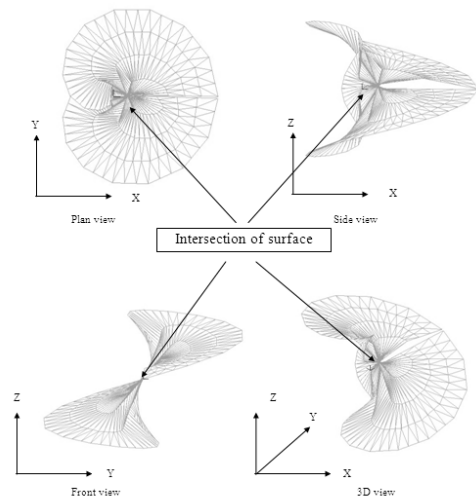 Y
X
Plan view
Z
X
Side view
Intersection of surface
Z
Y
Front view
Z
Y
X
3D view